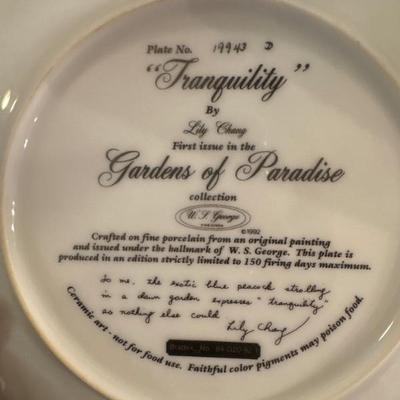 Plate No. 19943 D
"Tranquility"
By
Lily Chang
First issue in the
Gardens of Paradise
collection
W. S. George
©1992
Crafted on fine porcelain from an original painting
and issued under the hallmark of W. S. George. This plate is
produced in an edition strictly limited to 150 firing days maximum.
To me, the exotic blue peacock strolling
in a dawn garden expresses "tranquility"
as nothing else could
Lily Chang
Bradex No.
Ceramic art - not for food use. Faithful color pigments may poison food.